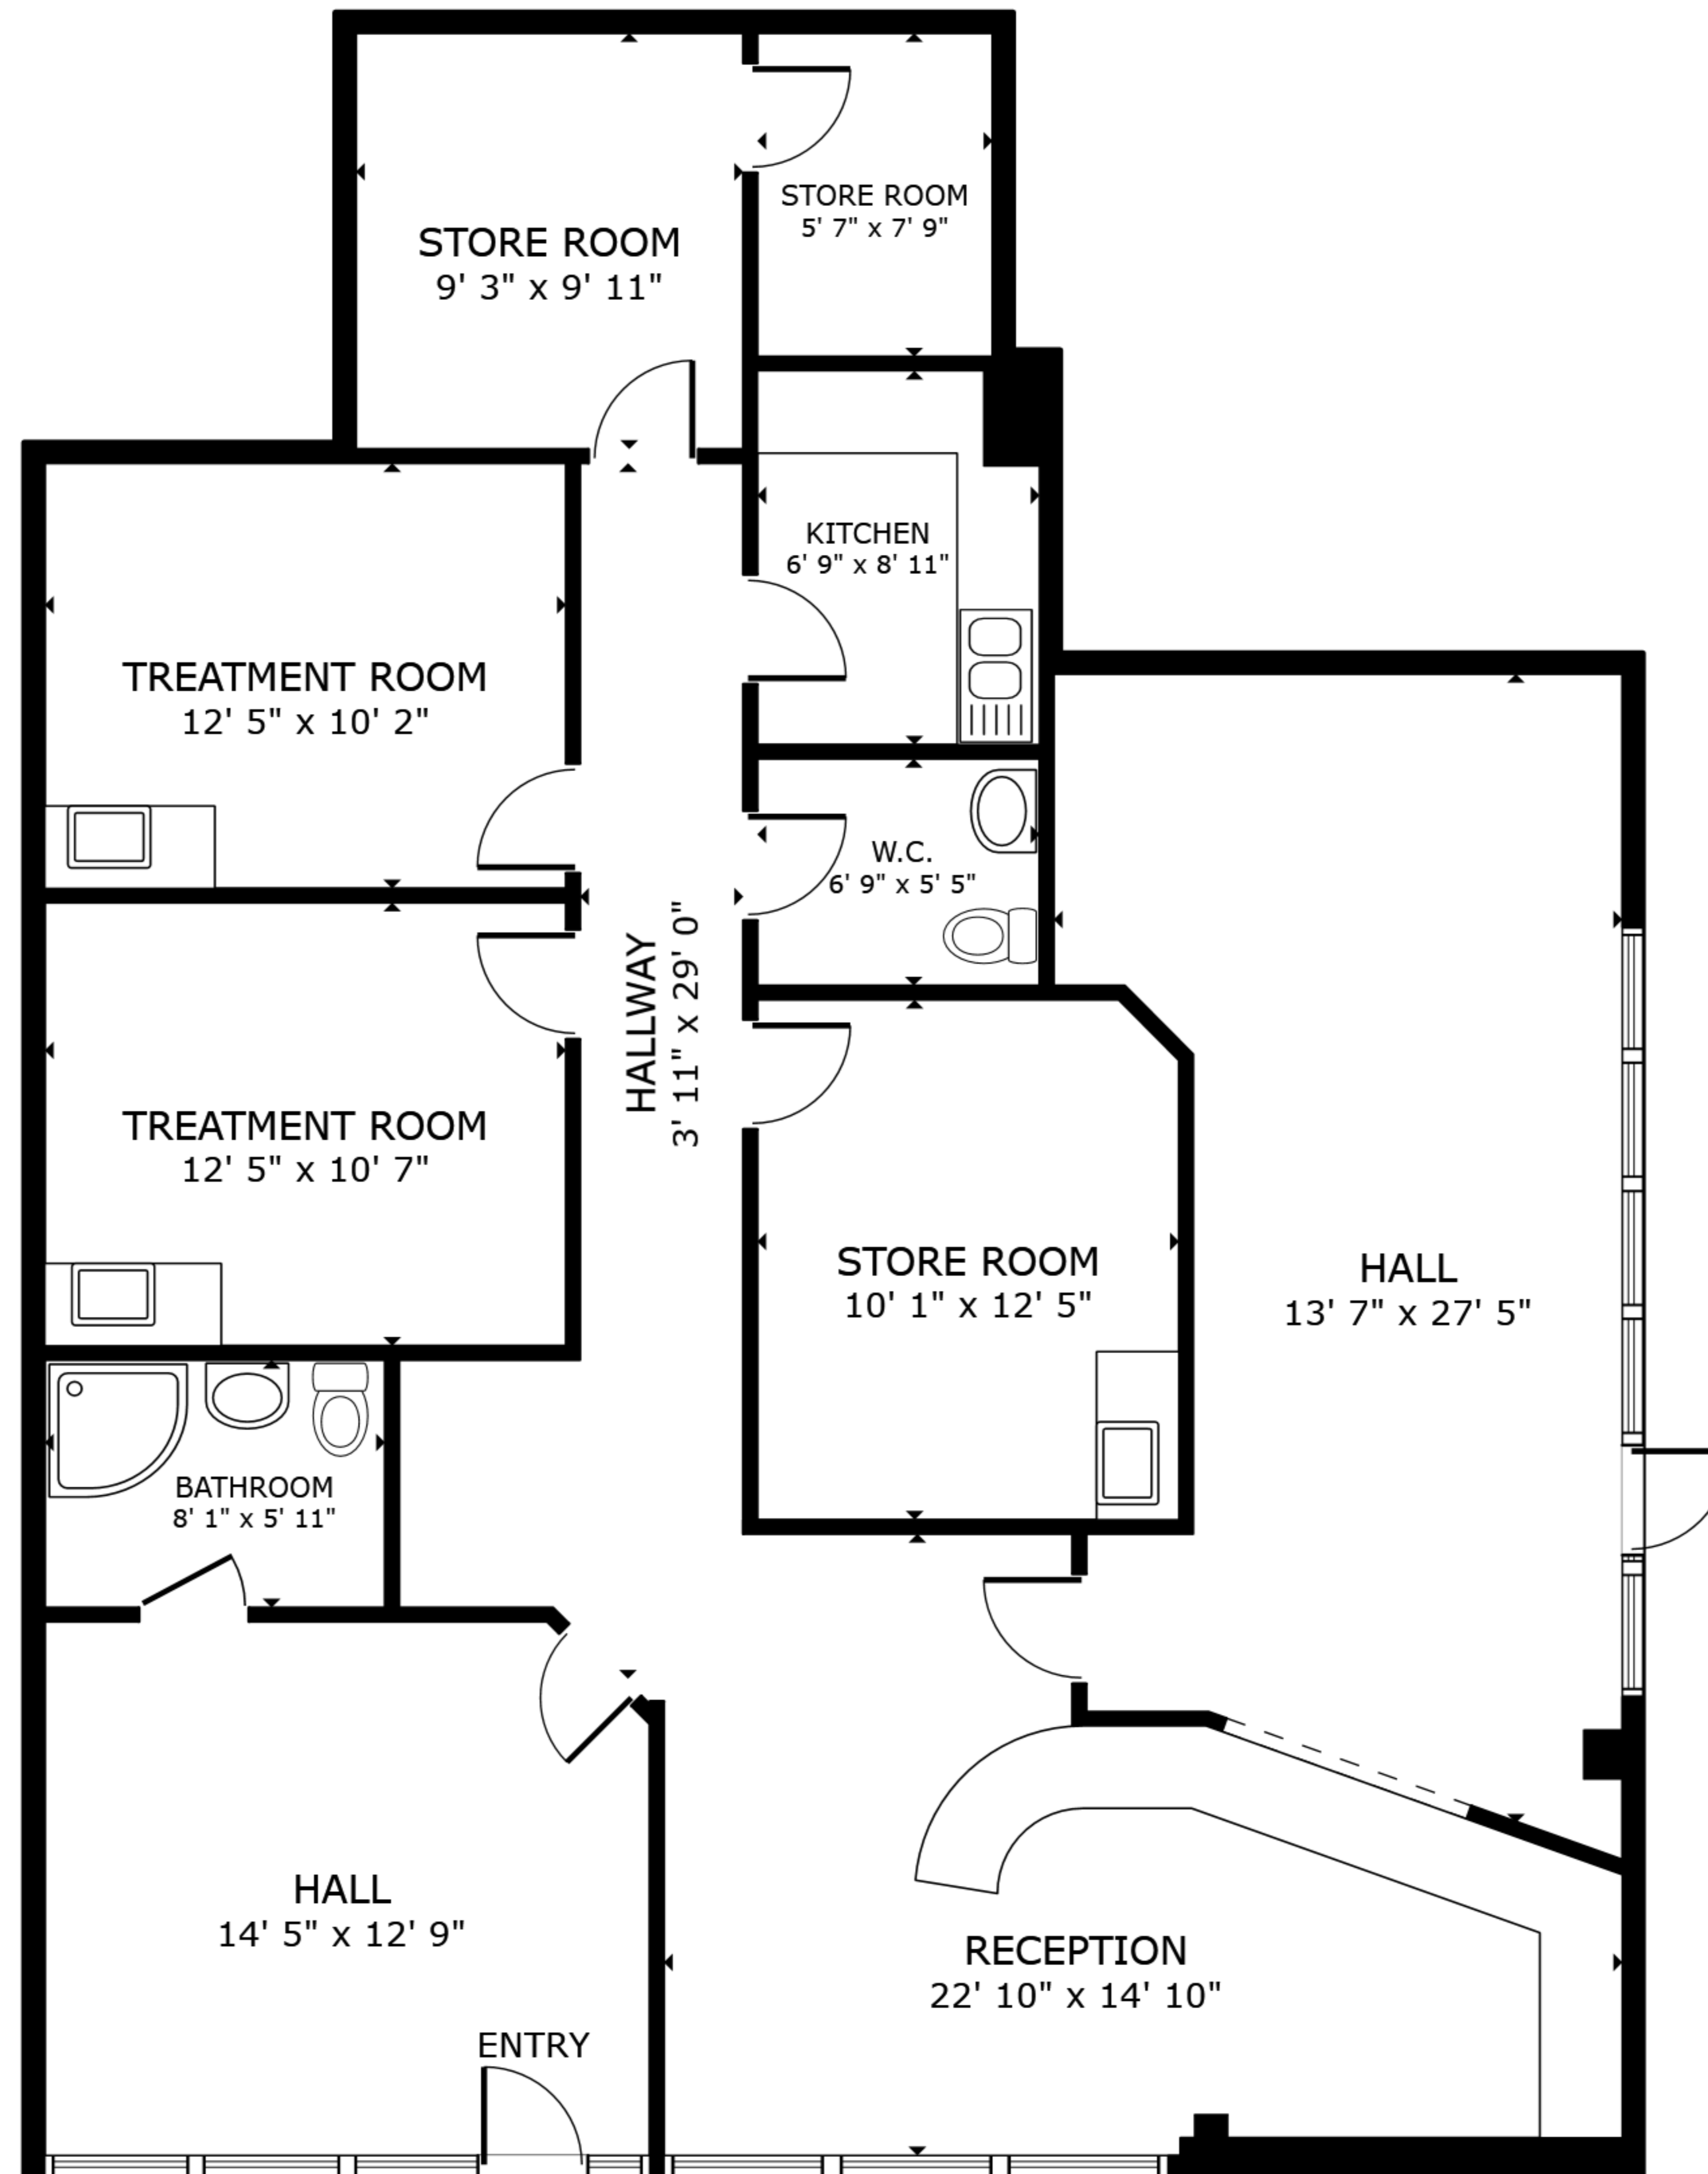 STORE ROOM
9' 3" x 9' 11"
STORE ROOM
5' 7" x 7' 9"
KITCHEN
6' 9" x 8' 11"
TREATMENT ROOM
12' 5" x 10' 2"
W.C.
6' 9" x 5' 5"
HALLWAY
3' 11" x 29' 0"
TREATMENT ROOM
12' 5" x 10' 7"
STORE ROOM
10' 1" x 12' 5"
HALL
13' 7" x 27' 5"
BATHROOM
8' 1" x 5' 11"
HALL
14' 5" x 12' 9"
RECEPTION
22' 10" x 14' 10"
ENTRY